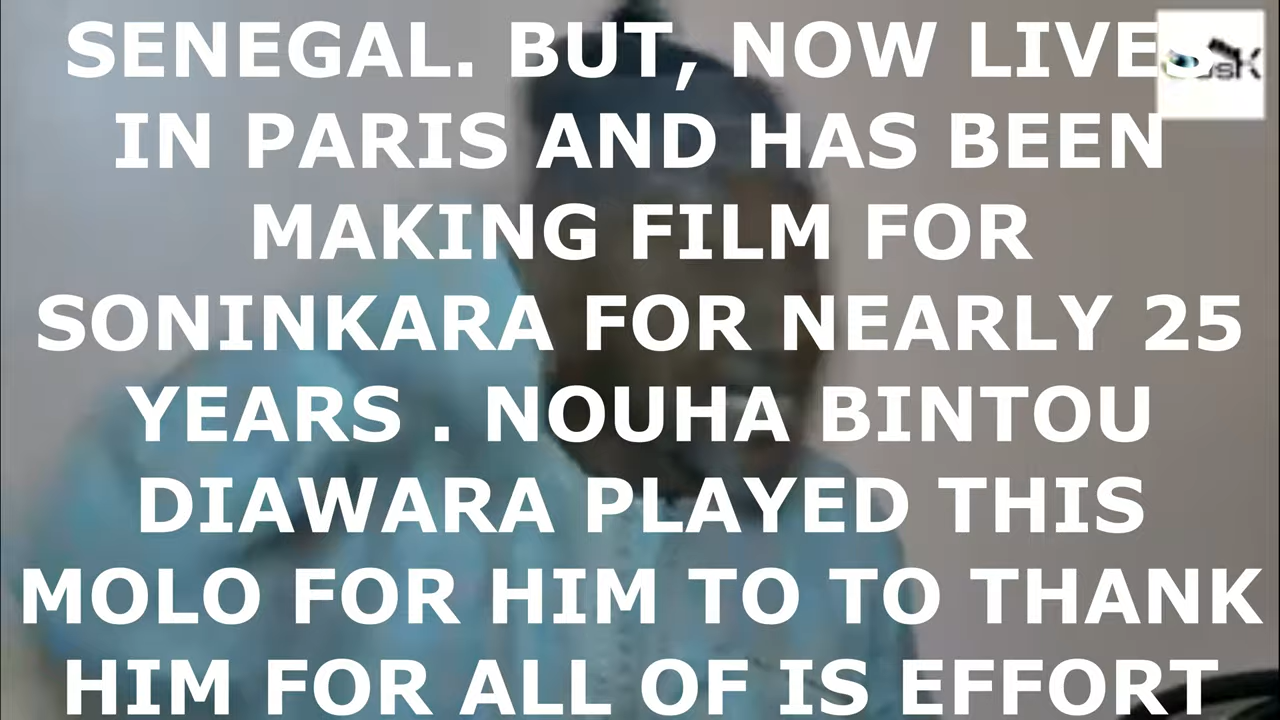 SENEGAL. BUT, NOW LIVES
IN PARIS AND HAS BEEN
MAKING FILM FOR
SONINKARA FOR NEARLY 25
YEARS . NOUHA BINTOU
DIAWARA PLAYED THIS
MOLO FOR HIM TO TO THANK
HIM FOR ALL OF IS EFFORT